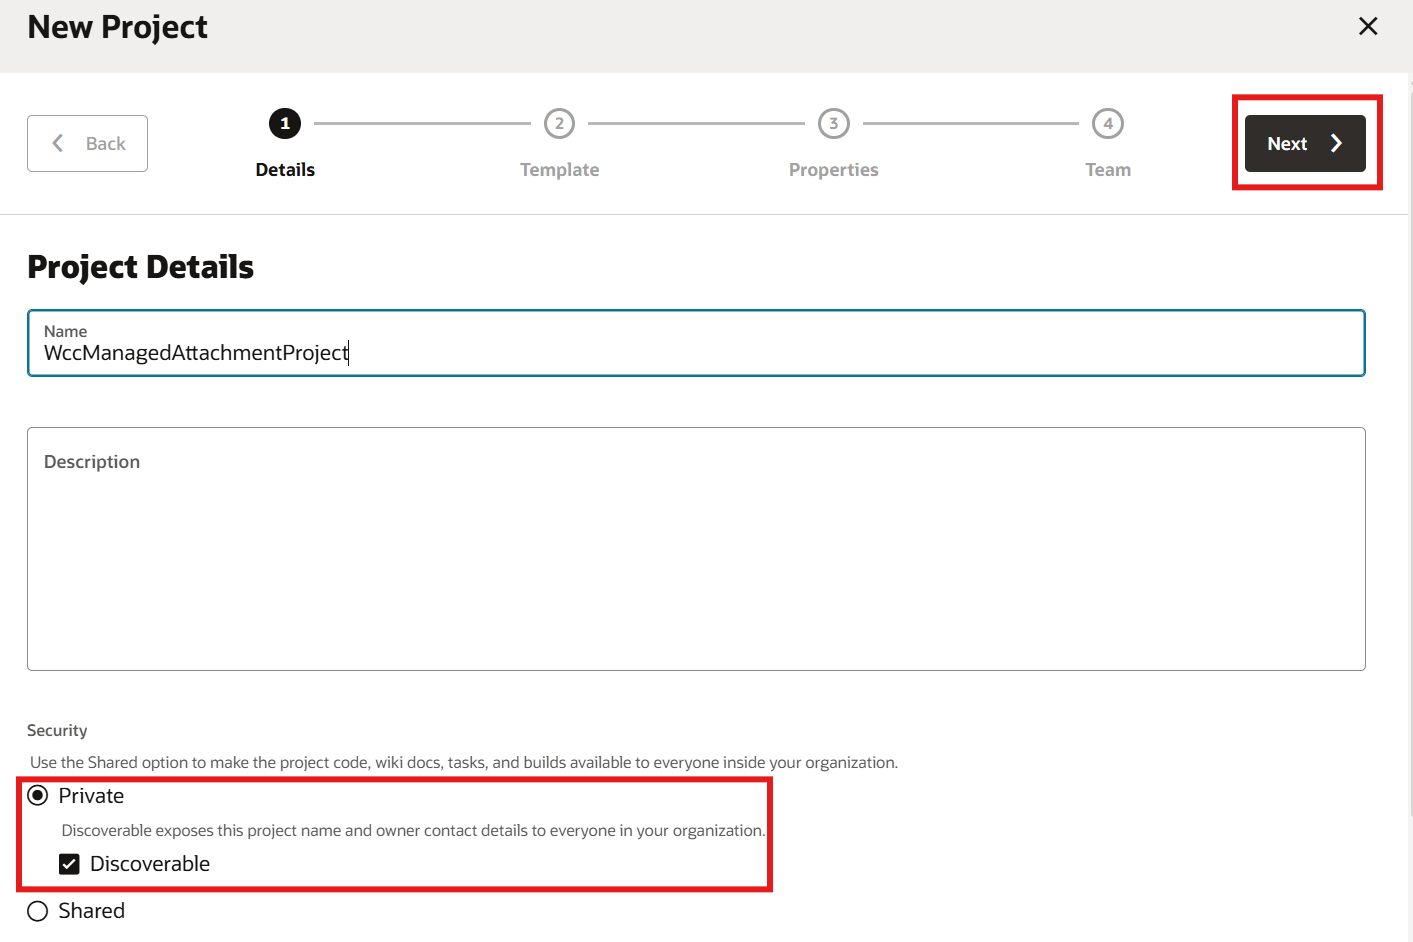 New Project
Back
1
2
3
4
Details
Template
Properties
Team
Next
Project Details
Name
WccManagedAttachmentProject
Description
Security
Use the Shared option to make the project code, wiki docs, tasks, and builds available to everyone inside your organization.
Private
Discoverable exposes this project name and owner contact details to everyone in your organization.
Discoverable
Shared